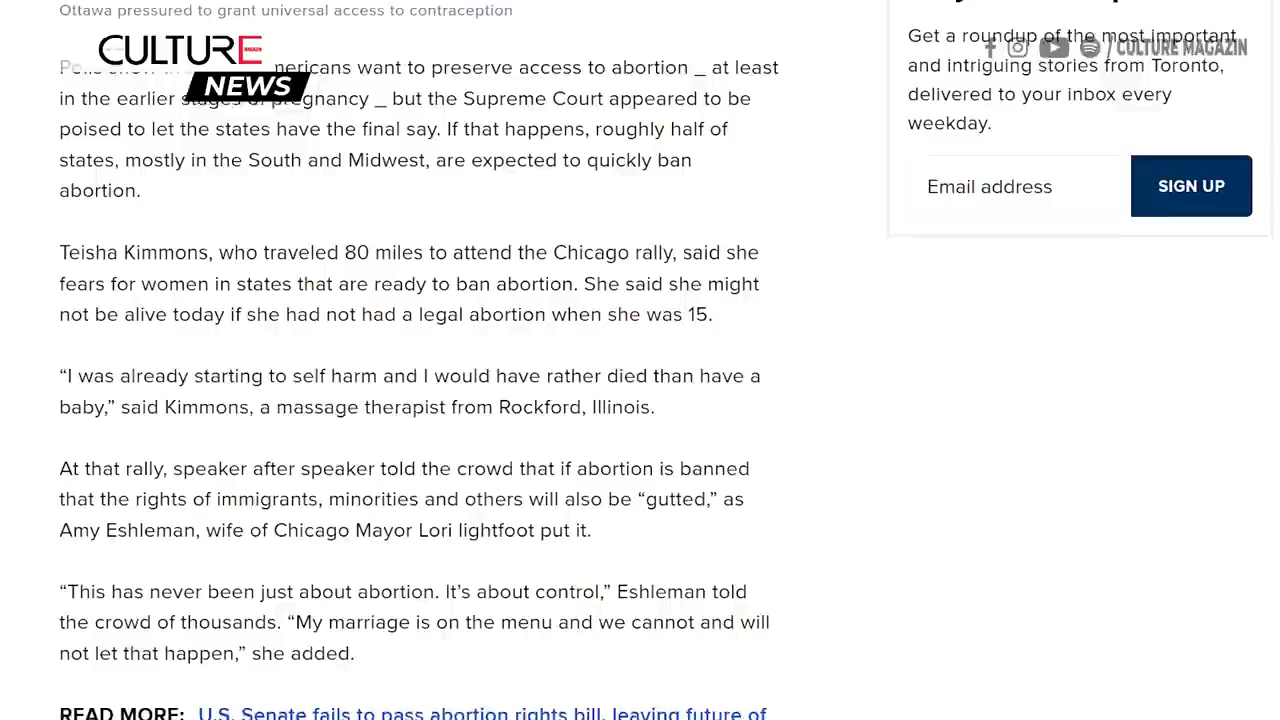 Ottawa pressured to grant universal access to contraception
CULTURE
NEWS
/ CULTURE MAGAZIN
want to preserve access to abortion _ at least
in the earlier stages of pregnancy _ but the Supreme Court appeared to be
poised to let the states have the final say. If that happens, roughly half of
states, mostly in the South and Midwest, are expected to quickly ban
abortion.
Teisha Kimmons, who traveled 80 miles to attend the Chicago rally, said she
fears for women in states that are ready to ban abortion. She said she might
not be alive today if she had not had a legal abortion when she was 15.
“I was already starting to self harm and I would have rather died than have a
baby,” said Kimmons, a massage therapist from Rockford, Illinois.
At that rally, speaker after speaker told the crowd that if abortion is banned
that the rights of immigrants, minorities and others will also be “gutted,” as
Amy Eshleman, wife of Chicago Mayor Lori lightfoot put it.
“This has never been just about abortion. It’s about control,” Eshleman told
the crowd of thousands. “My marriage is on the menu and we cannot and will
not let that happen,” she added.
READ MORE: U.S. Senate fails to pass abortion rights bill, leaving future of
Get a roundup of the most important
and intriguing stories from Toronto,
delivered to your inbox every
weekday.
Email address
SIGN UP